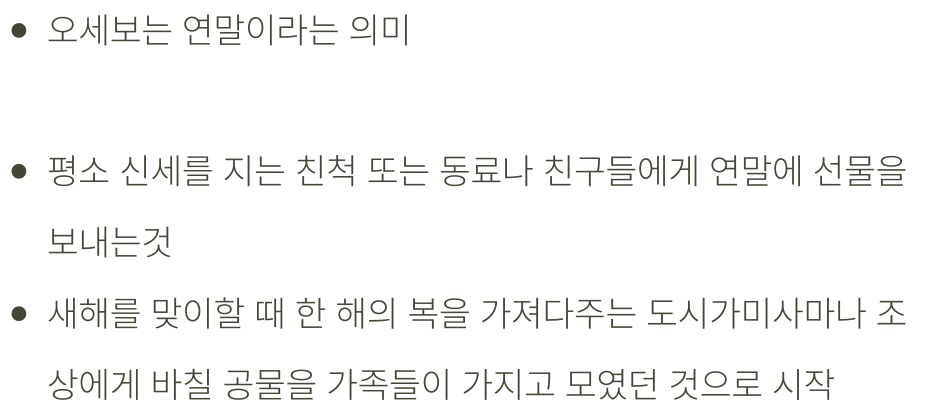 ● 오세보는 연말이라는 의미
● 평소 신세를 지는 친척 또는 동료나 친구들에게 연말에 선물을
보내는것
● 새해를 맞이할 때 한 해의 복을 가져다주는 도시가미사마나 조
상에게 바칠 공물을 가족들이 가지고 모였던 것으로 시작